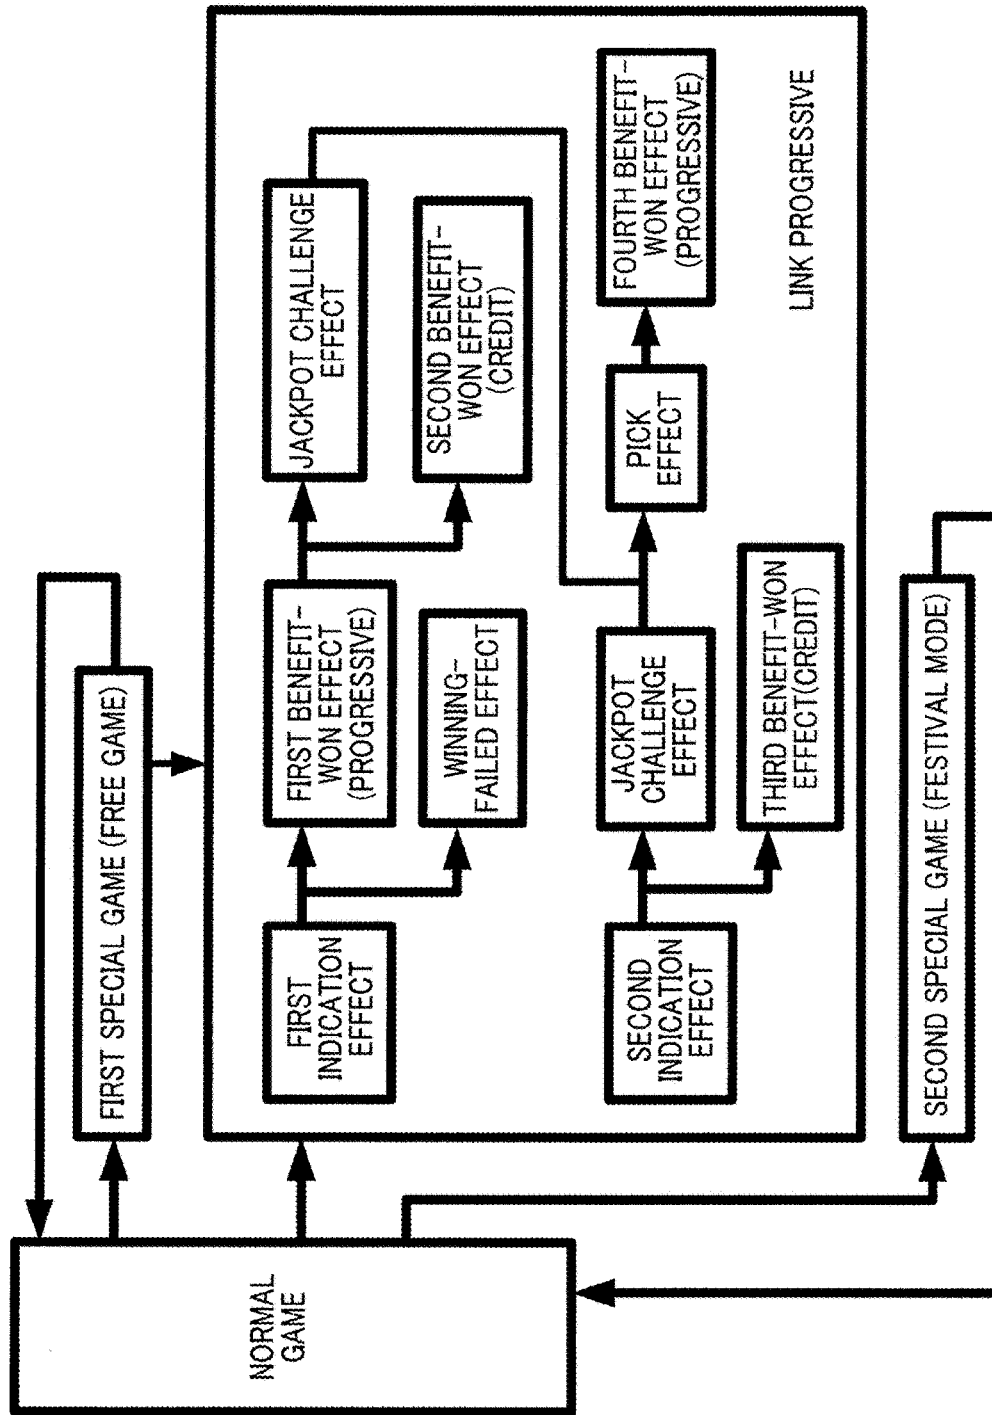 NORMAL
GAME
FIRST SPECIAL GAME (FREE GAME)
FIRST
INDICATION
EFFECT
FIRST BENEFIT-
WON EFFECT
(PROGRESSIVE)
JACKPOT CHALLENGE
EFFECT
WINNING-
FAILED EFFECT
SECOND BENEFIT-
WON EFFECT
(CREDIT)
SECOND
INDICATION
EFFECT
JACKPOT
CHALLENGE
EFFECT
PICK
EFFECT
FOURTH BENEFIT-
WON EFFECT
(PROGRESSIVE)
THIRD BENEFIT-WON
EFFECT(CREDIT)
LINK PROGRESSIVE
SECOND SPECIAL GAME (FESTIVAL MODE)